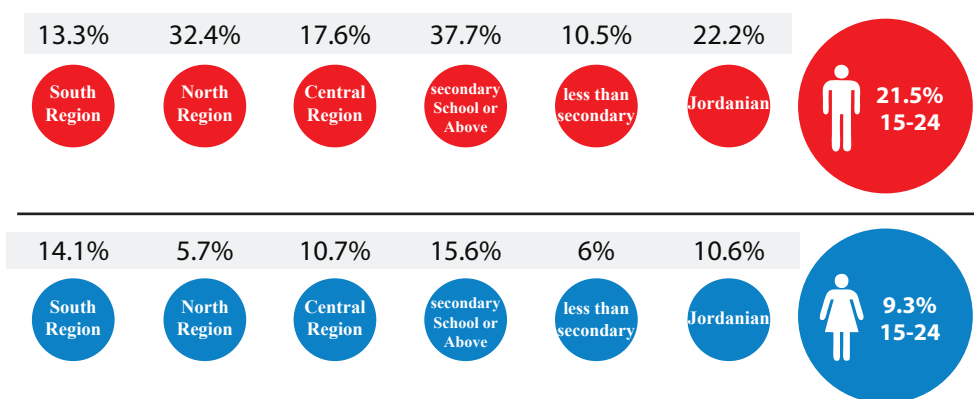 13.3% 32.4% 17.6% 37.7% 10.5% 22.2%
South
Region
North
Region
Central
Region
secondary
School or
Above
less than
secondary
Jordanian
21.5%
15-24
14.1% 5.7% 10.7% 15.6% 6% 10.6%
South
Region
North
Region
Central
Region
secondary
School or
Above
less than
secondary
Jordanian
9.3%
15-24